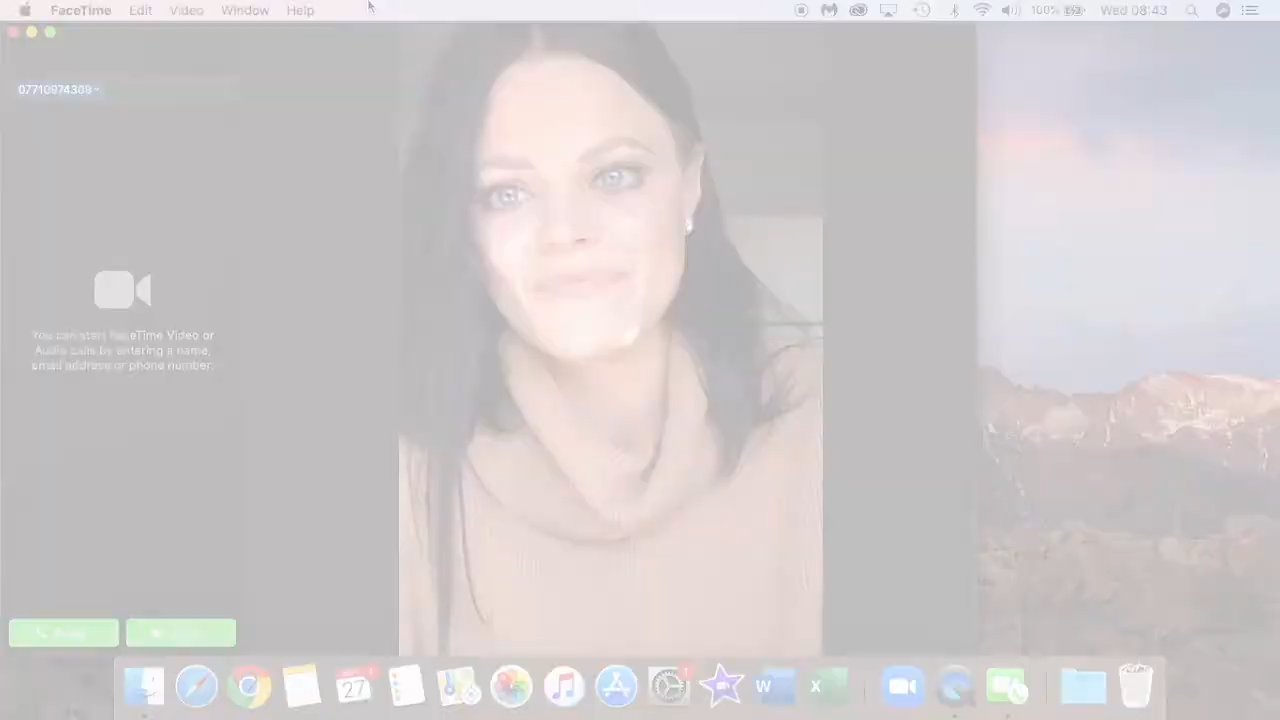 FaceTime Edit Video Window Help 100% Wed 08:43
07710974309
You can start FaceTime Video or
Audio calls by entering a name,
email address or phone number.
27
W X